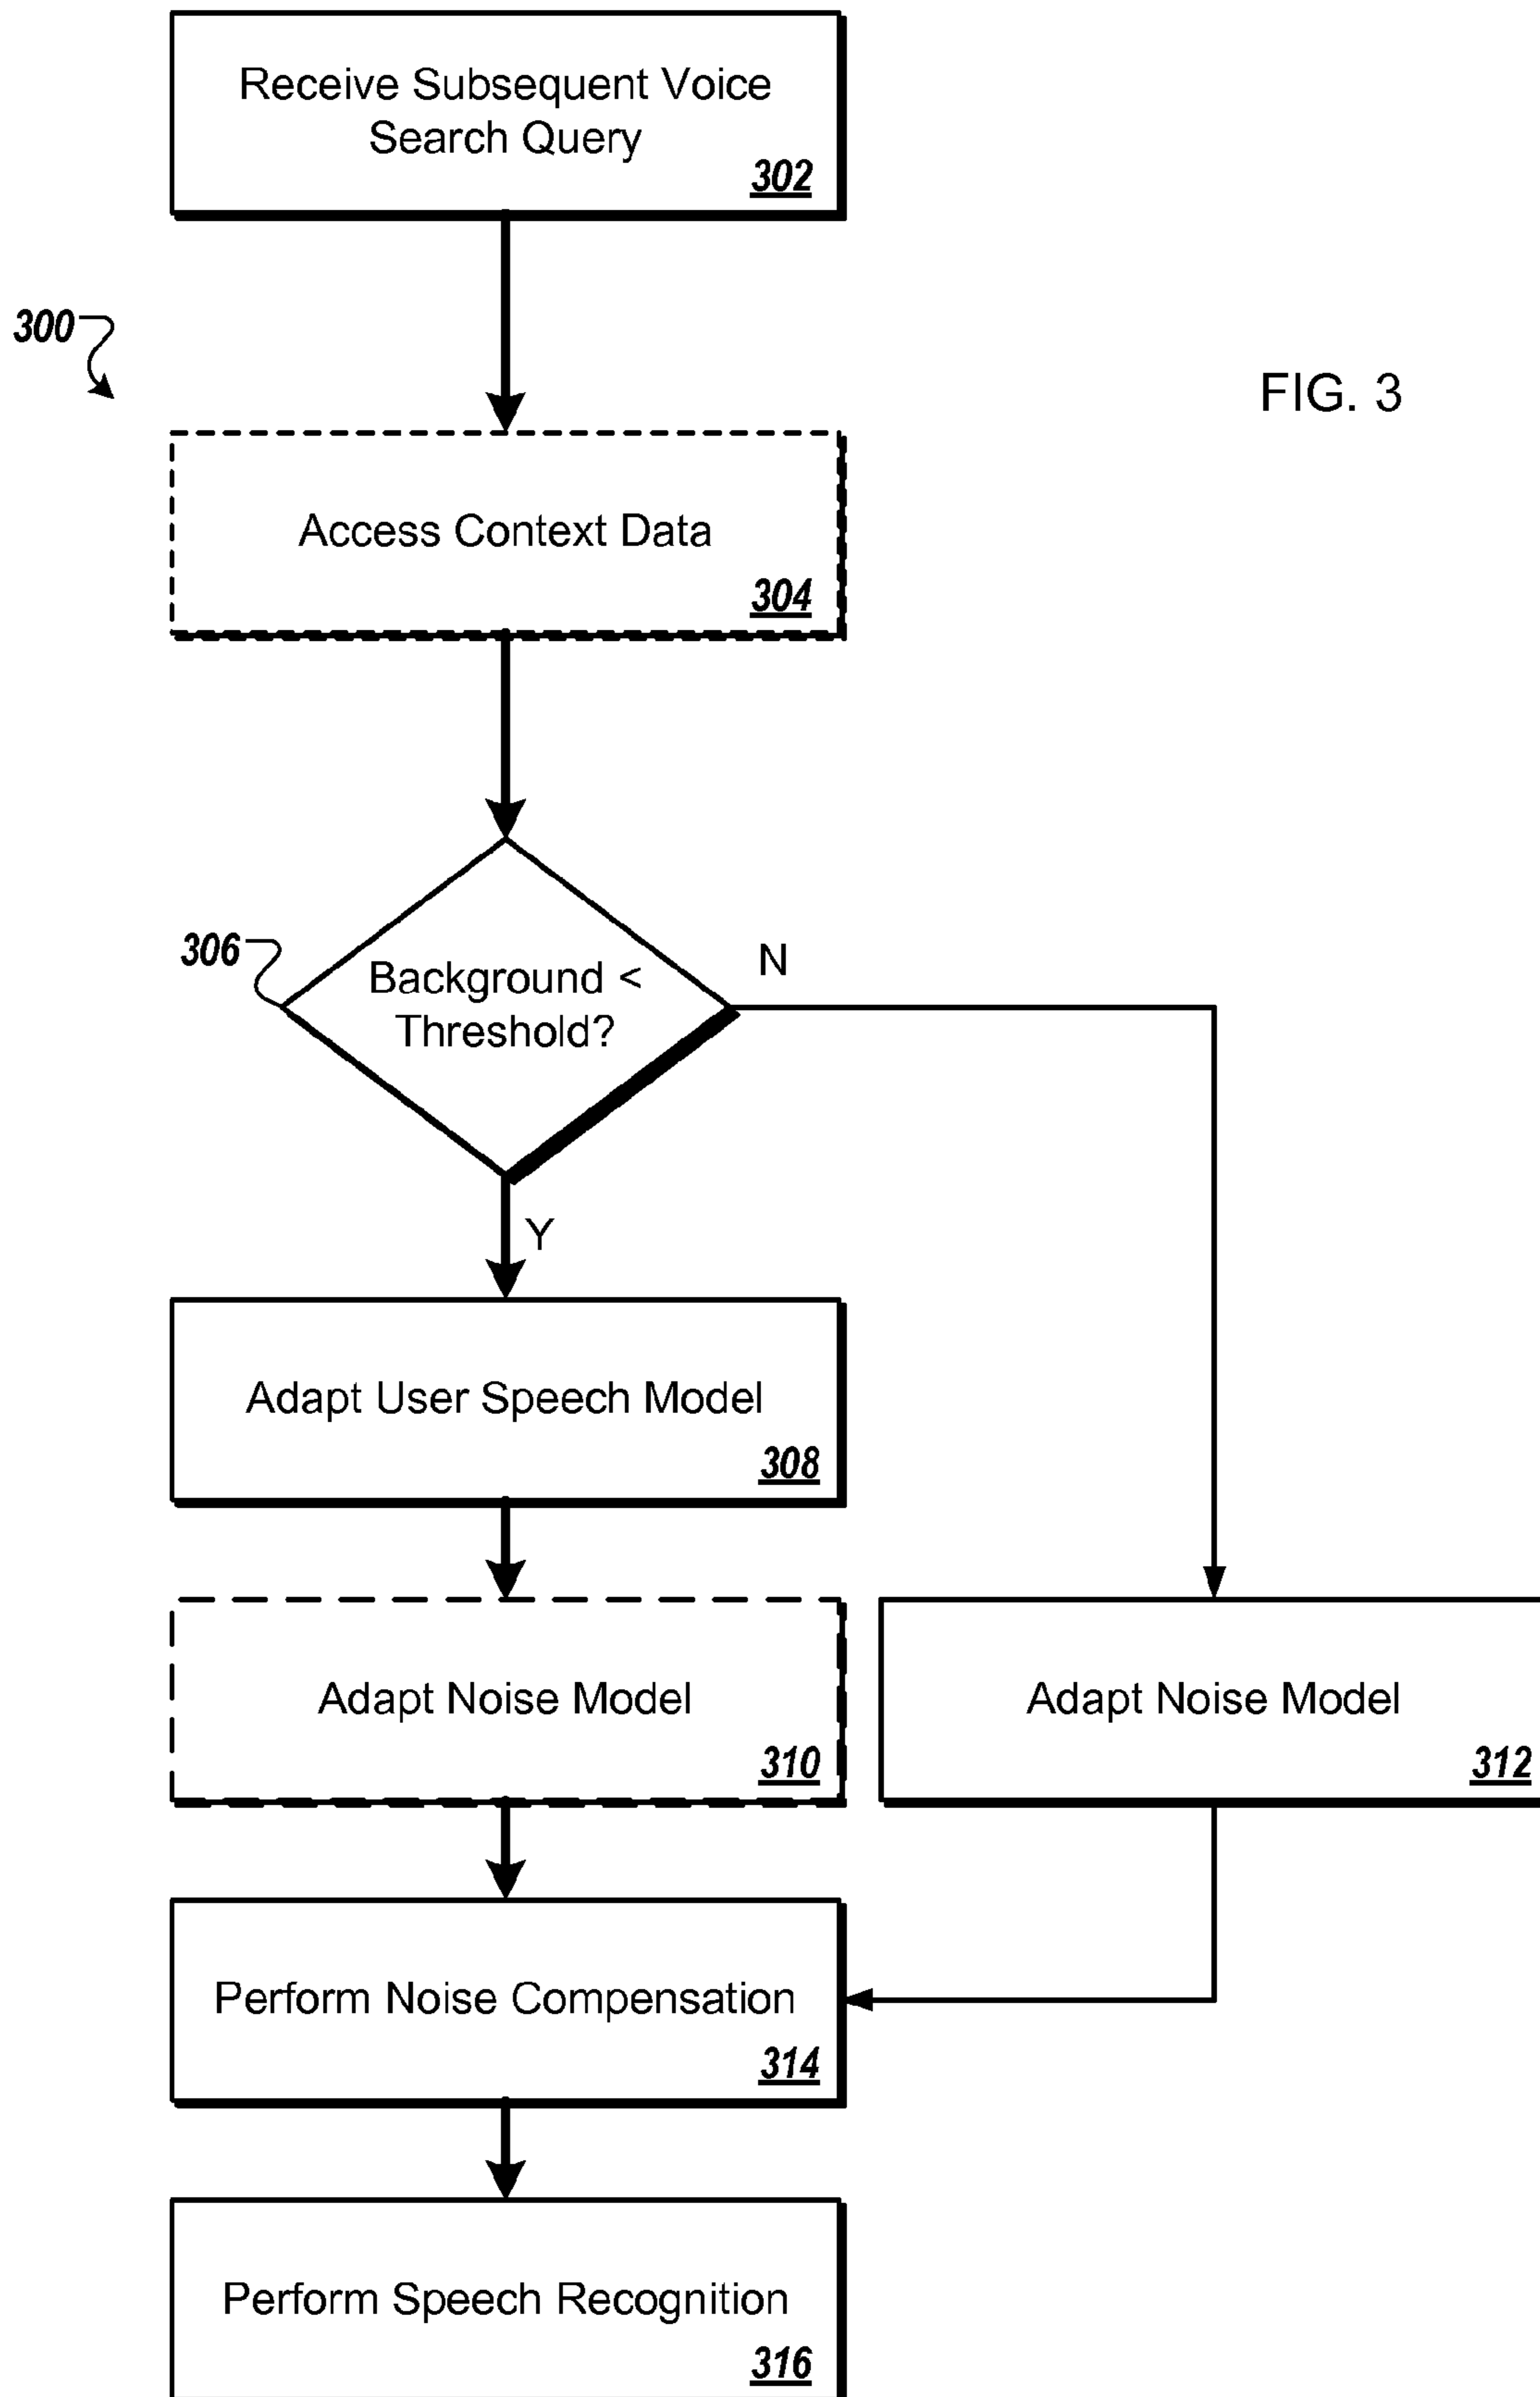 Receive Subsequent Voice
Search Query
302
300
FIG. 3
Access Context Data
304
306
Background <
Threshold?
N
Y
Adapt User Speech Model
308
Adapt Noise Model
310
Adapt Noise Model
312
Perform Noise Compensation
314
Perform Speech Recognition
316